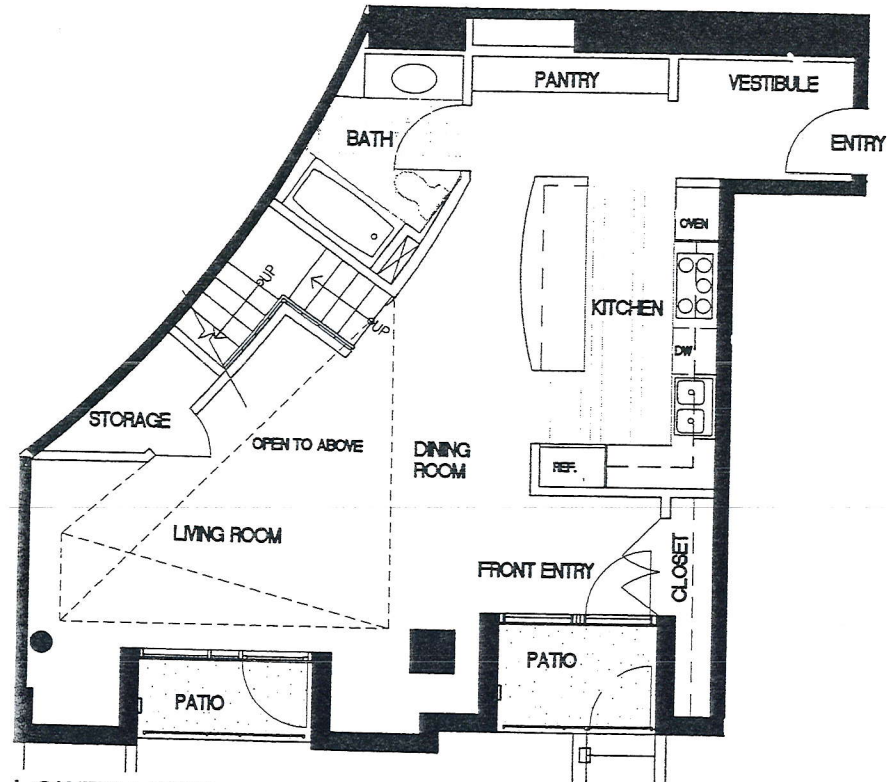 PANTRY
VESTIBULE
BATH
ENTRY
OVEN
UP
UP
KITCHEN
DW
STORAGE
OPEN TO ABOVE
DINING
ROOM
REF.
LIVING ROOM
FRONT ENTRY
CLOSET
PATIO
PATIO